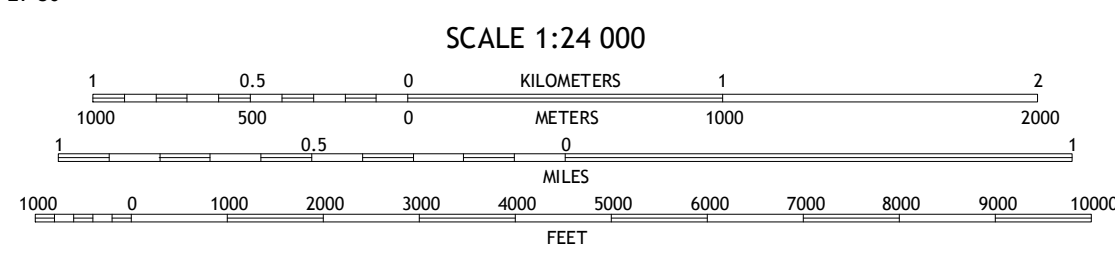 SCALE 1:24 000
1 0.5 0 KILOMETERS 1 2
1000 500 0 METERS 1000 2000
1 0.5 0 1
MILES
1000 0 1000 2000 3000 4000 5000 6000 7000 8000 9000 10000
FEET